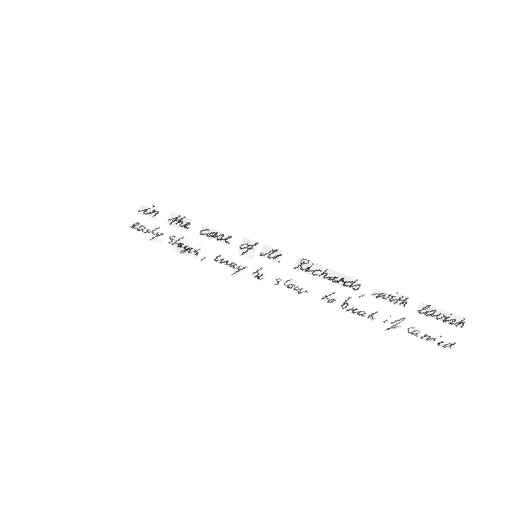 in the case of M. Richards ' with lavish
early stages, may be slow to break if carried